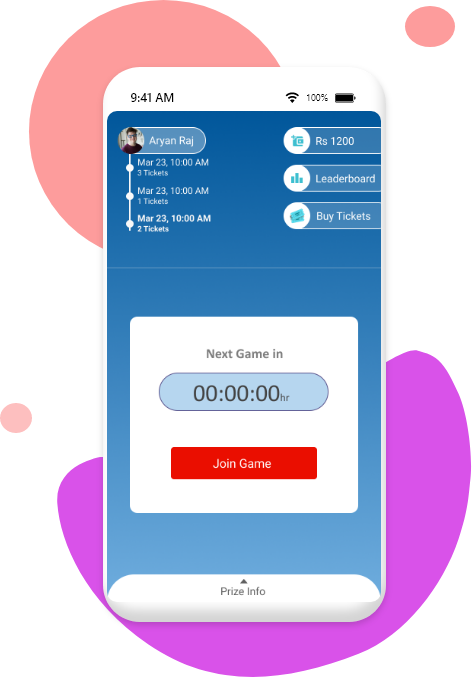 9:41 AM
100%
Aryan Raj
Mar 23, 10:00 AM
3 Tickets
Mar 23, 10:00 AM
1 Tickets
Mar 23, 10:00 AM
2 Tickets
Rs 1200
Leaderboard
Buy Tickets
Next Game in
00:00:00hr
Join Game
Prize Info